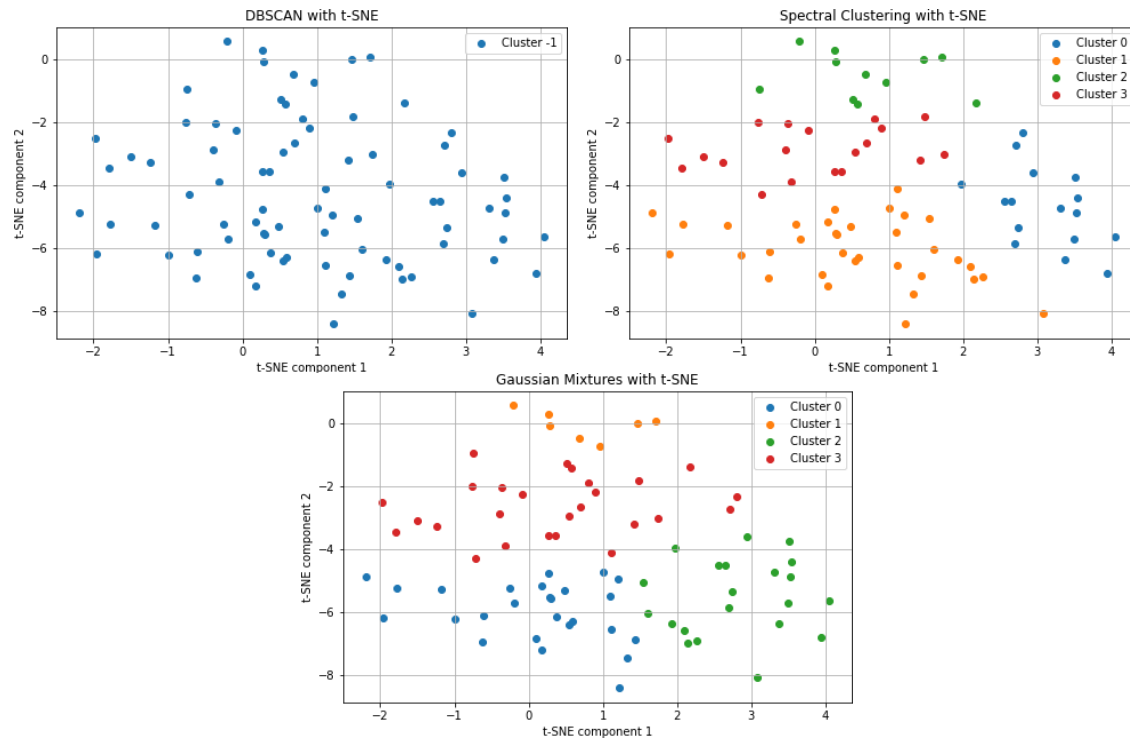 DBSCAN with t-SNE
Cluster -1
0
−2
−4
−6
−8
t-SNE component 2
−2
−1
0
1
2
3
4
t-SNE component 1
Spectral Clustering with t-SNE
Cluster 0
Cluster 1
Cluster 2
Cluster 3
0
−2
−4
−6
−8
t-SNE component 2
−2
−1
0
1
2
3
4
t-SNE component 1
Gaussian Mixtures with t-SNE
Cluster 0
Cluster 1
Cluster 2
Cluster 3
0
−2
−4
−6
−8
t-SNE component 2
−2
−1
0
1
2
3
4
t-SNE component 1